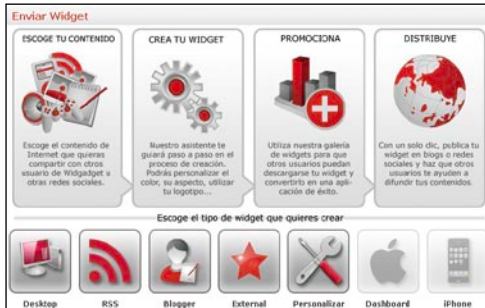 Enviar Widget
ESCOGE TU CONTENIDO
Escoge el contenido de
Internet que quieras
compartir con otros
usuario de Widgadget u
otras redes sociales.
CREA TU WIDGET
Nuestro asistente te
guiará paso a paso en el
proceso de creación.
Podrás personalizar el
color, su aspecto, utilizar
tu logotipo...
PROMOCIONA
Utiliza nuestra galería
de widgets para que
otros usuarios puedan
descargarse tu widget y
convertirlo en una apli-
cación de éxito.
DISTRIBUYE
Con un solo clic, publica tu
widget en blogs o redes
sociales y haz que otros
usuarios te ayuden a
difundir tus contenidos.
Escoge el tipo de widget que quieres crear
Desktop
RSS
Blogger
External
Personalizar
Dashboard
iPhone